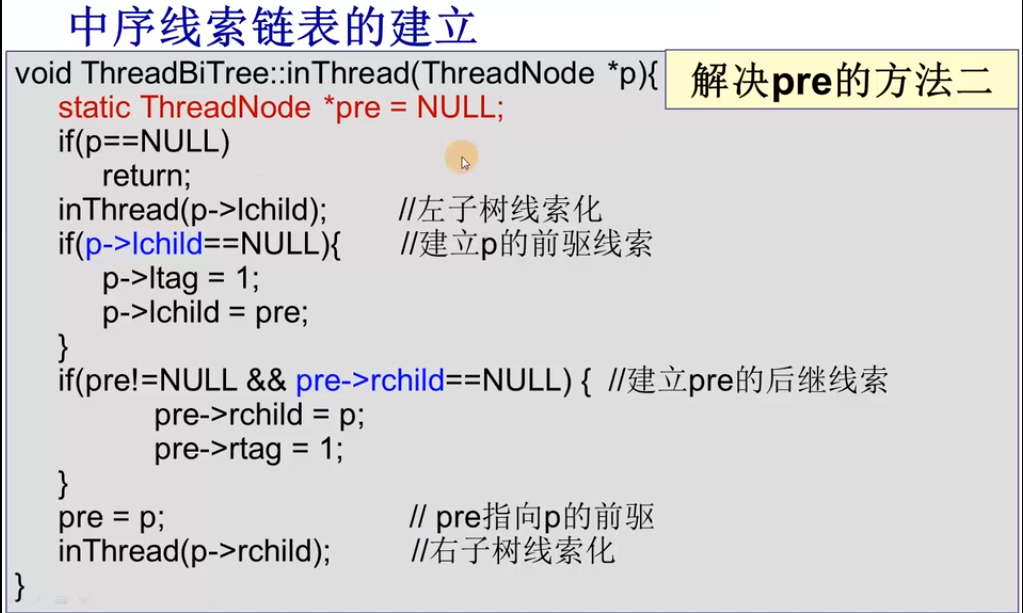 中序线索链表的建立
void ThreadBiTree::inThread(ThreadNode *p){
解决pre的方法二
static ThreadNode *pre = NULL;
if(p==NULL)
return;
inThread(p->lchild); //左子树线索化
if(p->lchild==NULL){ //建立p的前驱线索
p->ltag = 1;
p->lchild = pre;
}
if(pre!=NULL && pre->rchild==NULL) { //建立pre的后继线索
pre->rchild = p;
pre->rtag = 1;
}
pre = p; // pre指向p的前驱
inThread(p->rchild); //右子树线索化
}